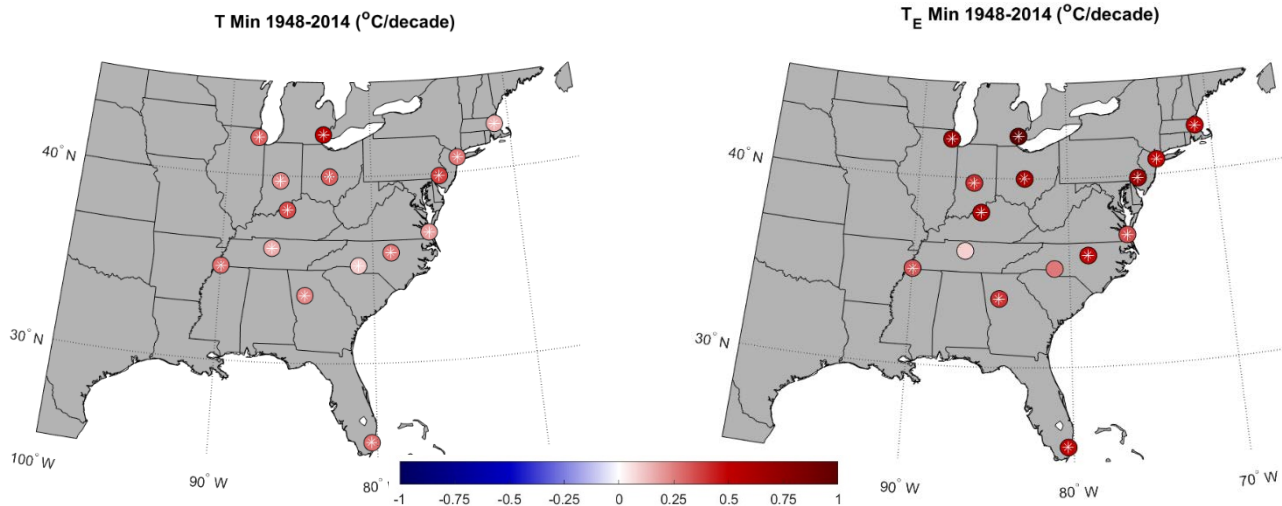 T Min 1948-2014 (°C/decade)
T_E Min 1948-2014 (°C/decade)
40° N
30° N
100° W
90° W
80°
40° N
30° N
90° W
80° W
70° W
-1 -0.75 -0.5 -0.25 0 0.25 0.5 0.75 1